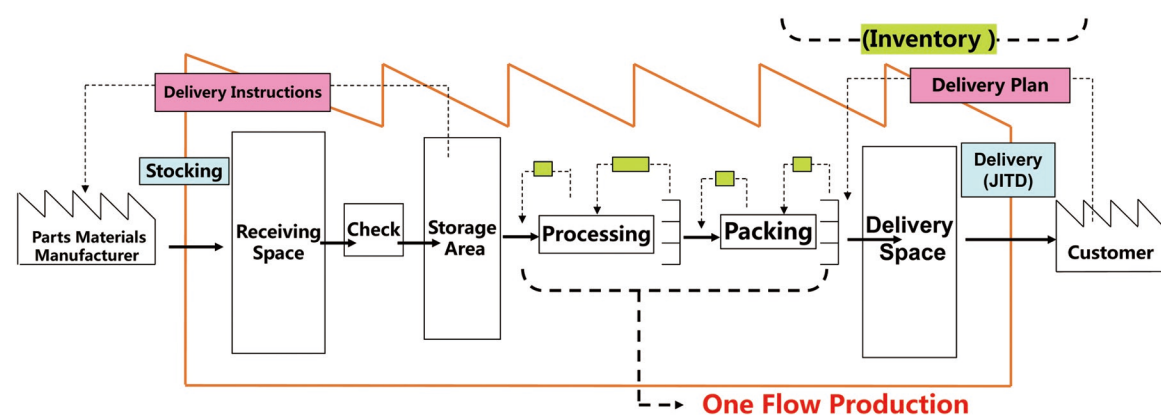 (Inventory )
Delivery Instructions
Delivery Plan
Stocking
Delivery
(JITD)
Parts Materials
Manufacturer
Receiving
Space
Check
Storage
Area
Processing
Packing
Delivery
Space
Customer
One Flow Production